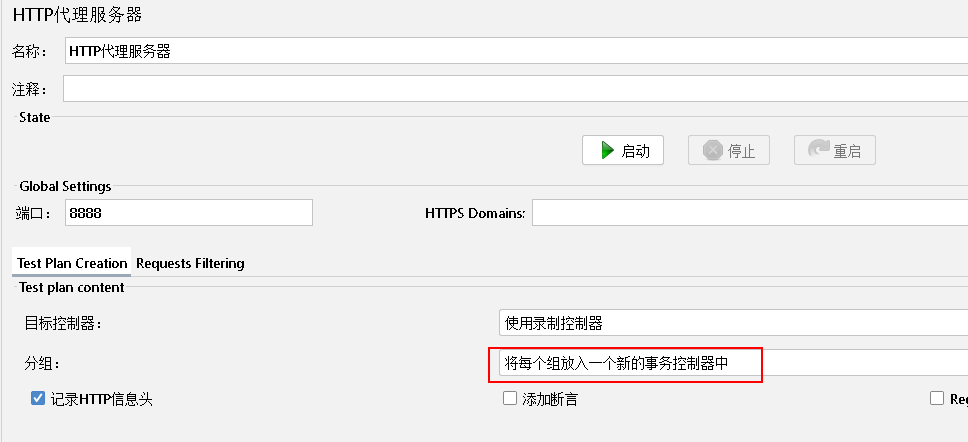 HTTP代理服务器
名称： HTTP代理服务器
注释：
State
启动 停止 重启
Global Settings
端口： 8888 HTTPS Domains:
Test Plan Creation Requests Filtering
Test plan content
目标控制器： 使用录制控制器
分组： 将每个组放入一个新的事务控制器中
记录HTTP信息头 添加断言